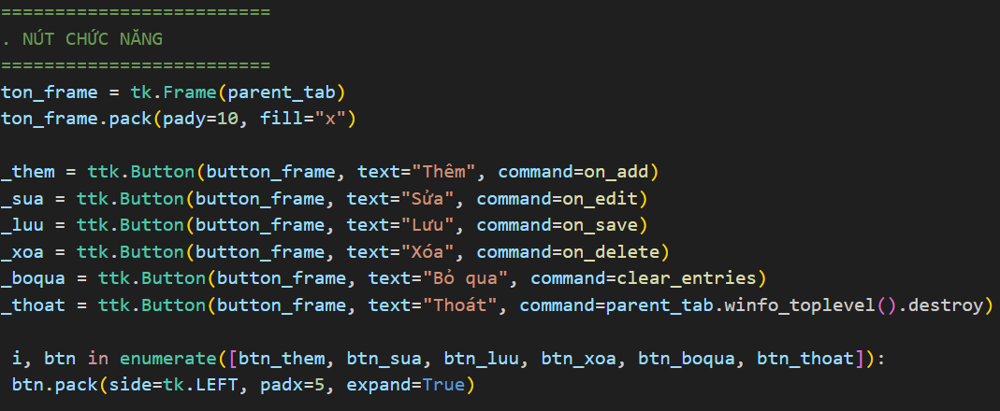 =========================
. NÚT CHỨC NĂNG
=========================
ton_frame = tk.Frame(parent_tab)
ton_frame.pack(pady=10, fill="x")
_them = ttk.Button(button_frame, text="Thêm", command=on_add)
_sua = ttk.Button(button_frame, text="Sửa", command=on_edit)
_luu = ttk.Button(button_frame, text="Lưu", command=on_save)
_xoa = ttk.Button(button_frame, text="Xóa", command=on_delete)
_boqua = ttk.Button(button_frame, text="Bỏ qua", command=clear_entries)
_thoat = ttk.Button(button_frame, text="Thoát", command=parent_tab.winfo_toplevel().destroy)
i, btn in enumerate([btn_them, btn_sua, btn_luu, btn_xoa, btn_boqua, btn_thoat]):
btn.pack(side=tk.LEFT, padx=5, expand=True)